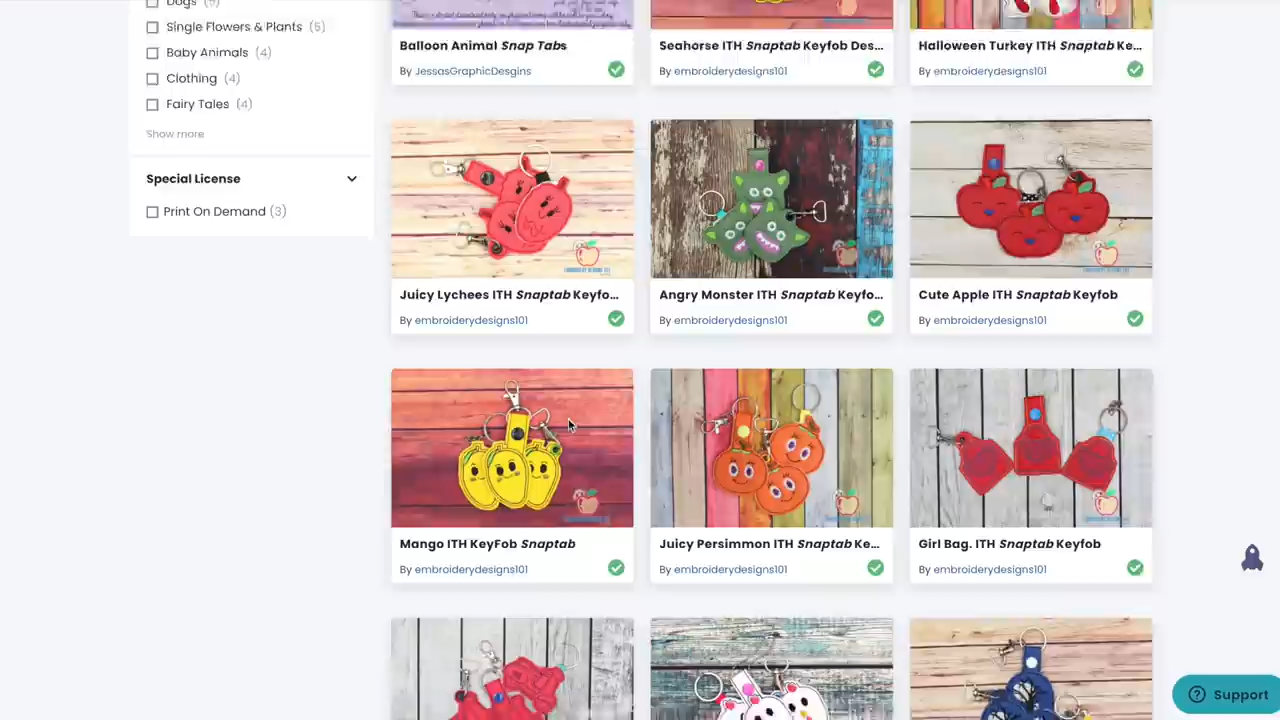 Dogs
Single Flowers & Plants (5)
Baby Animals (4)
Clothing (4)
Fairy Tales (4)
Show more
Special License
Print On Demand (3)
Balloon Animal Snap Tabs
By JessasGraphicDesgins
Seahorse ITH Snaptab Keyfob Des...
By embroiderydesigns101
Halloween Turkey ITH Snaptab Ke...
By embroiderydesigns101
Juicy Lychees ITH Snaptab Keyfo...
By embroiderydesigns101
Angry Monster ITH Snaptab Keyfo...
By embroiderydesigns101
Cute Apple ITH Snaptab Keyfob
By embroiderydesigns101
Mango ITH KeyFob Snaptab
By embroiderydesigns101
Juicy Persimmon ITH Snaptab Ke...
By embroiderydesigns101
Girl Bag. ITH Snaptab Keyfob
By embroiderydesigns101
Support